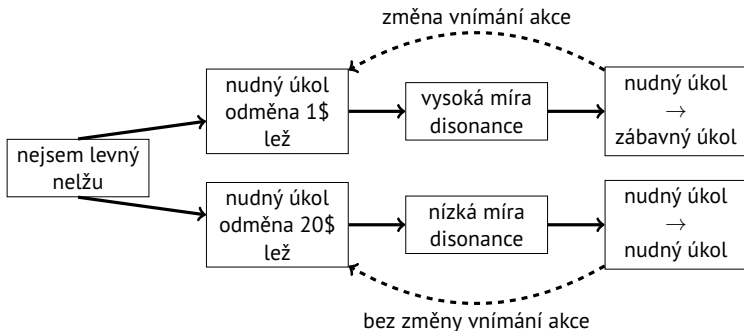 změna vnímání akce
nejsem levný
nelžu
nudný úkol
odměna 1$
lež
vysoká míra
disonance
nudný úkol
→
zábavný úkol
nudný úkol
odměna 20$
lež
nízká míra
disonance
nudný úkol
→
nudný úkol
bez změny vnímání akce